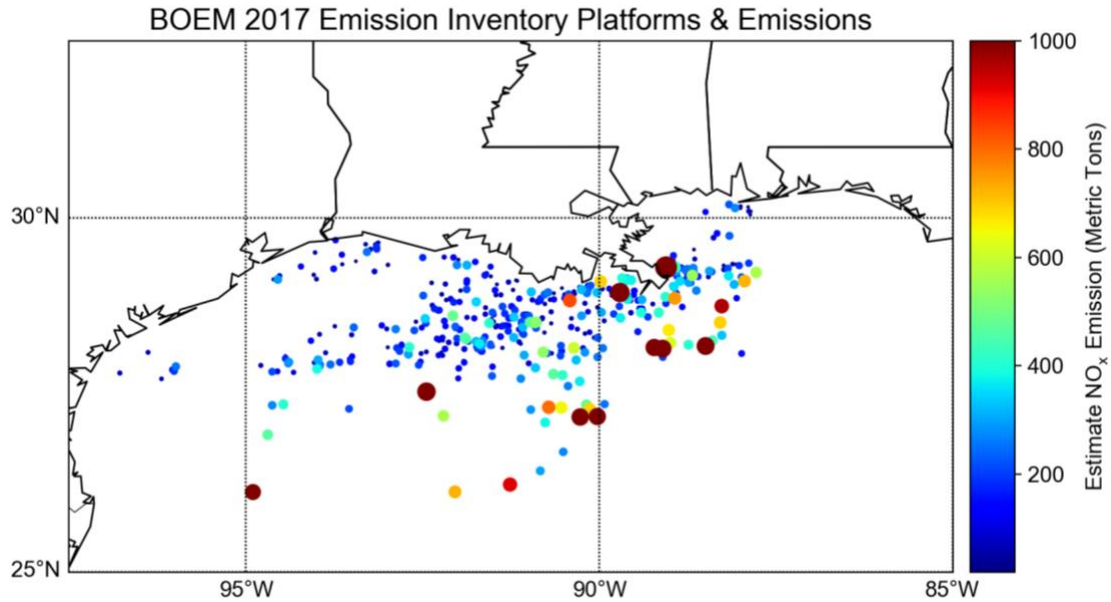 BOEM 2017 Emission Inventory Platforms & Emissions
30°N
25°N
95°W
90°W
85°W
1000
800
600
400
200
Estimate NOₓ Emission (Metric Tons)